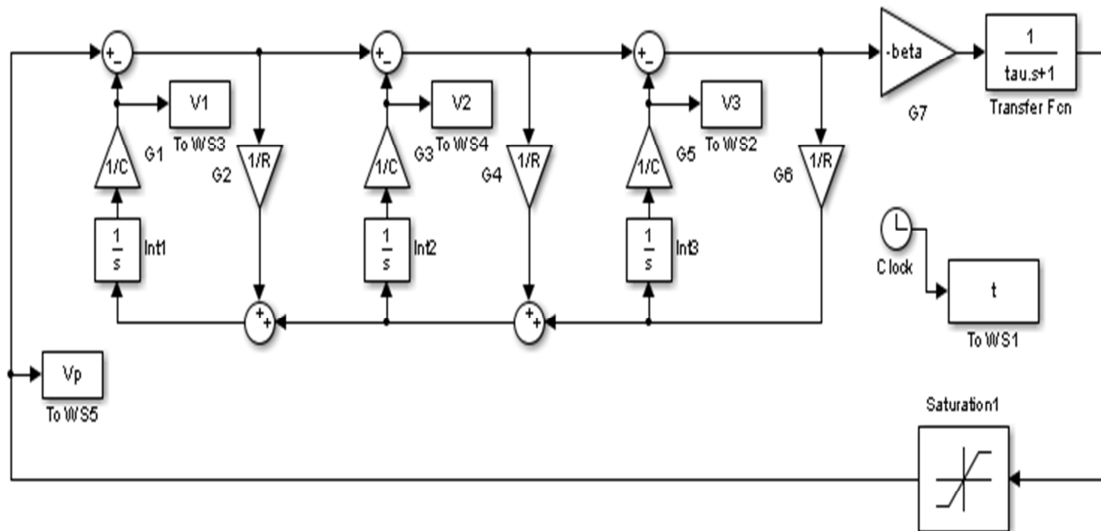 +
-
+
-
+
-
-beta
1
tau.s+1
G7
Transfer Fcn
V1
To WS3
V2
To WS4
V3
To WS2
1/C
G1
G2
1/R
1/C
G3
G4
1/R
1/C
G5
G6
1/R
1
s
Int1
1
s
Int2
1
s
Int3
Clock
t
To WS1
+
+
+
+
Vp
To WS5
Saturation1